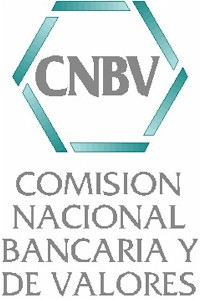 CNBV
COMISION
NACIONAL
BANCARIA Y
DE VALORES